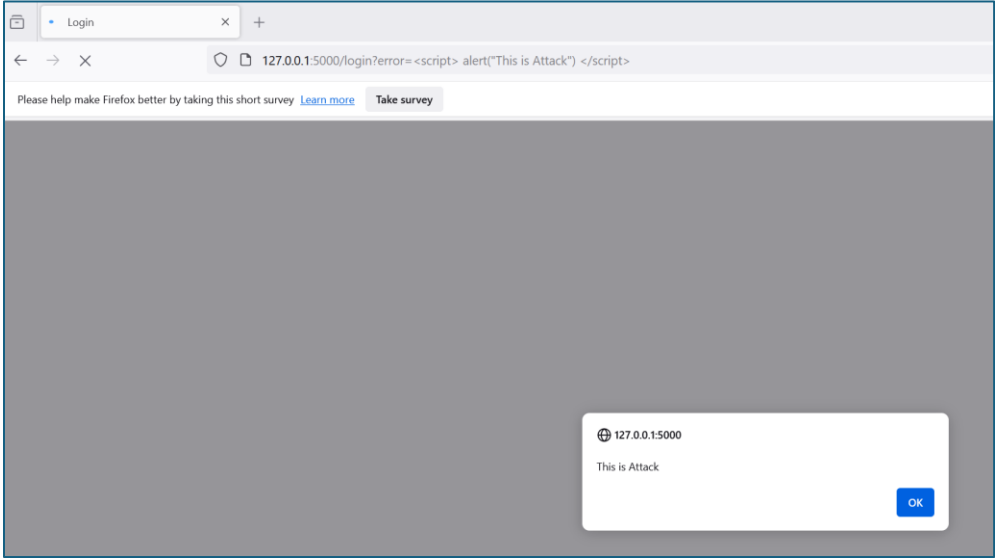 Login
127.0.0.1:5000/login?error=<script> alert("This is Attack") </script>
Please help make Firefox better by taking this short survey Learn more Take survey
127.0.0.1:5000
This is Attack
OK